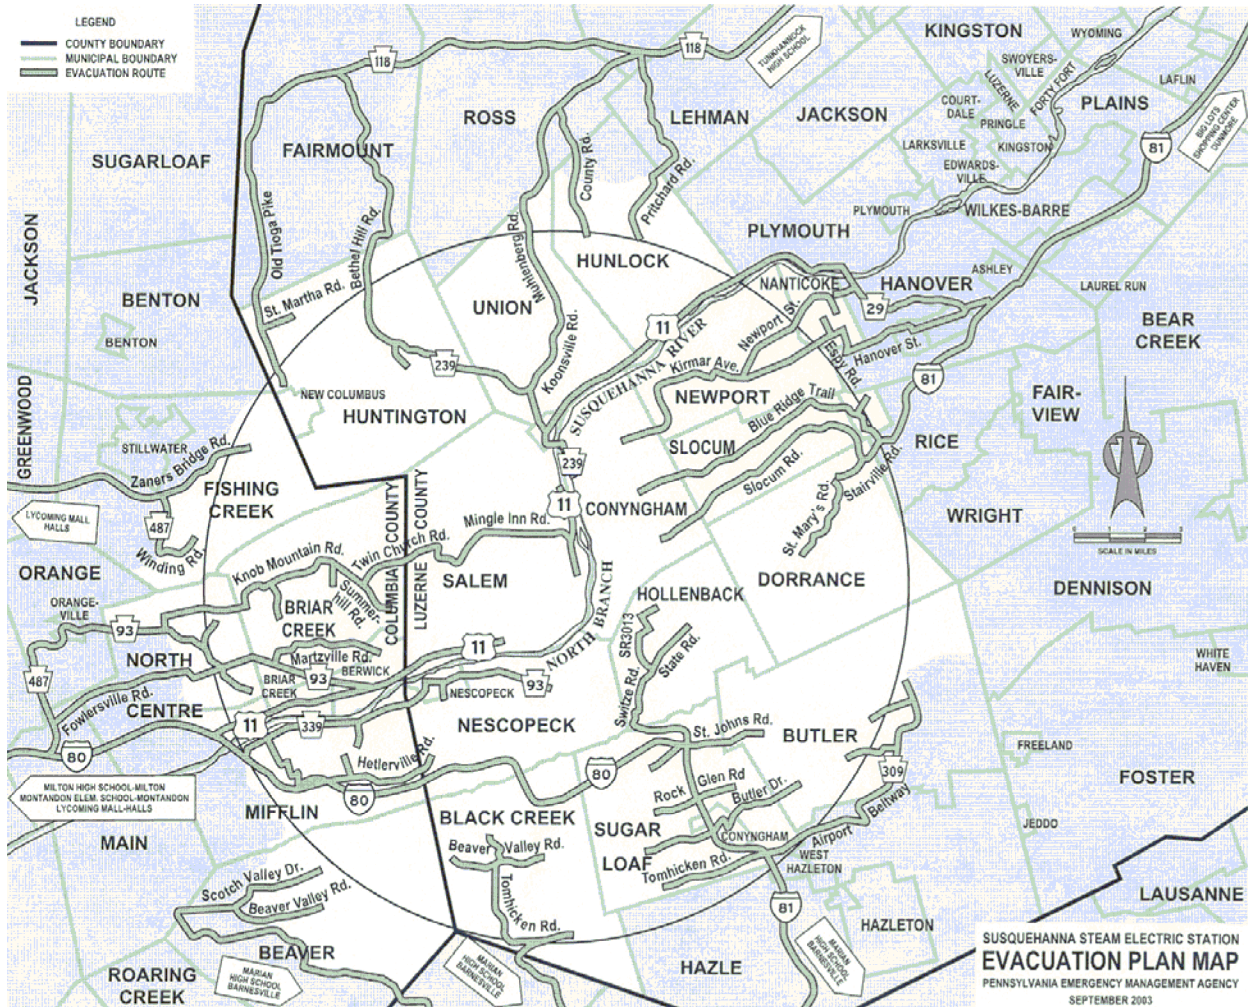 LEGEND
COUNTY BOUNDARY
MUNICIPAL BOUNDARY
EVACUATION ROUTE
118
118
TUNKHANNOCK
HIGH SCHOOL
KINGSTON
WYOMING
SWOYERS-
VILLE
LUZERNE
FORTY FORT
LAFLIN
COURT-
DALE
PLAINS
PRINGLE
KINGSTON
LARKSVILLE
EDWARDS-
VILLE
81
BIG LOTS
SHOPPING CENTER
DUNMORE
ROSS
LEHMAN
JACKSON
SUGARLOAF
FAIRMOUNT
County Rd.
Pritchard Rd.
Old Tioga Pike
Bethel Hill Rd.
Muhlenberg Rd.
PLYMOUTH
WILKES-BARRE
PLYMOUTH
JACKSON
HUNLOCK
ASHLEY
NANTICOKE
HANOVER
LAUREL RUN
BENTON
St. Martha Rd.
UNION
29
BEAR
CREEK
BENTON
11
SUSQUEHANNA RIVER
Newport St.
Espy Rd.
Hanover St.
239
Koonsville Rd.
Kirmar Ave.
81
NEW COLUMBUS
HUNTINGTON
NEWPORT
Blue Ridge Trail
FAIR-
VIEW
GREENWOOD
STILLWATER
Zaners Bridge Rd.
SLOCUM
RICE
239
Slocum Rd.
Stairville Rd.
FISHING
CREEK
COLUMBIA COUNTY
LUZERNE COUNTY
11
CONYNGHAM
St. Mary's Rd.
WRIGHT
LYCOMING MALL
HALLS
487
Winding Rd.
Mingle Inn Rd.
SCALE IN MILES
Twin Church Rd.
Knob Mountain Rd.
ORANGE
SALEM
DORRANCE
DENNISON
Summer-
hill Rd.
HOLLENBACK
ORANGE-
VILLE
BRIAR
CREEK
93
NORTH BRANCH
SR3013
State Rd.
11
NORTH
Martzville Rd.
WHITE
HAVEN
487
BRIAR
CREEK
93
BERWICK
93
NESCOPECK
Switze Rd.
Fowlersville Rd.
CENTRE
11
339
NESCOPECK
St. Johns Rd.
BUTLER
FREELAND
80
Hetlerville Rd.
80
309
FOSTER
MILTON HIGH SCHOOL-MILTON
MONTANDON ELEM. SCHOOL-MONTANDON
LYCOMING MALL-HALLS
Rock Glen Rd
Butler Dr.
80
MIFFLIN
BLACK CREEK
SUGAR
LOAF
CONYNGHAM
Airport Beltway
JEDDO
MAIN
Beaver Valley Rd.
WEST
HAZLETON
Tomhicken Rd.
Scotch Valley Dr.
Beaver Valley Rd.
Tomhicken Rd.
LAUSANNE
81
HAZLETON
BEAVER
ROARING
CREEK
MARIAN
HIGH SCHOOL
BARNESVILLE
MARIAN
HIGH SCHOOL
BARNESVILLE
HAZLE
MARIAN
HIGH SCHOOL
BARNESVILLE
SUSQUEHANNA STEAM ELECTRIC STATION
EVACUATION PLAN MAP
PENNSYLVANIA EMERGENCY MANAGEMENT AGENCY
SEPTEMBER 2003